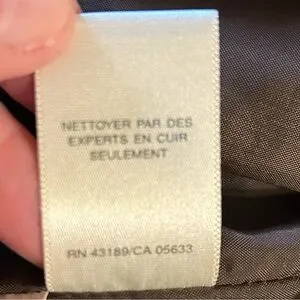 NETTOYER PAR DES
EXPERTS EN CUIR
SEULEMENT
RN 43189/CA 05633